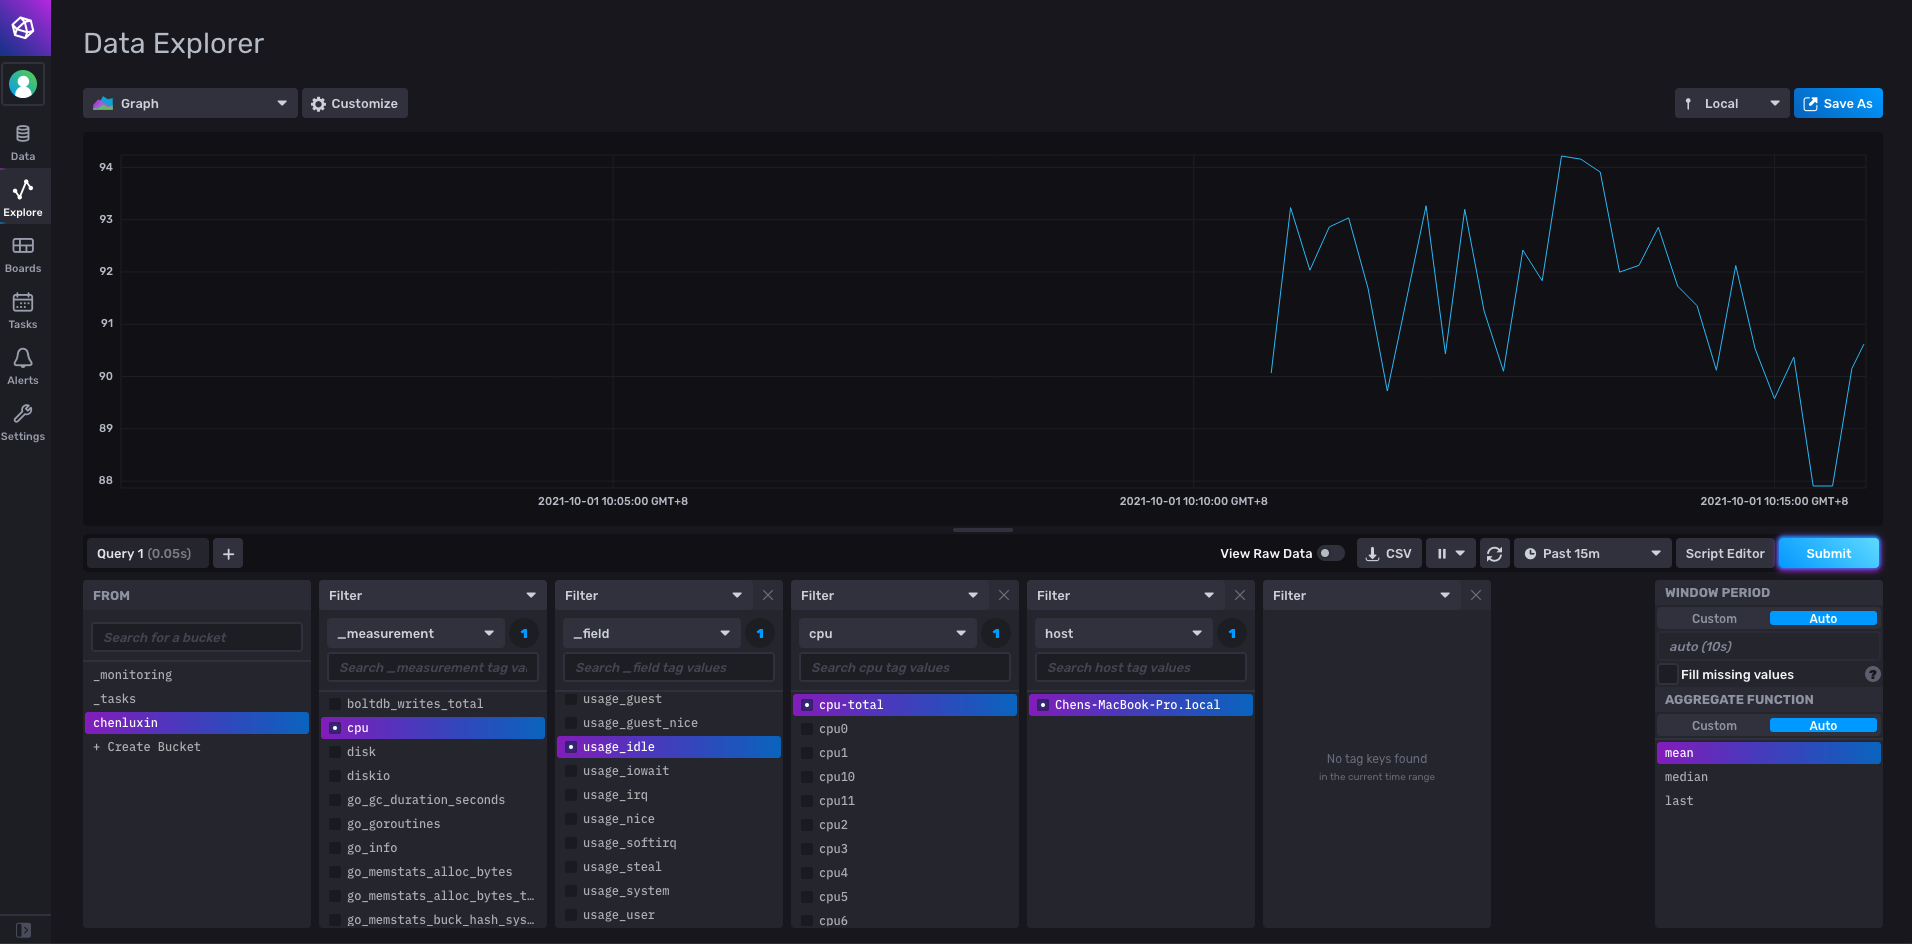 Data Explorer
Graph
Customize
Local
Save As
Data
Explore
Boards
Tasks
Alerts
Settings
94
93
92
91
90
89
88
2021-10-01 10:05:00 GMT+8
2021-10-01 10:10:00 GMT+8
2021-10-01 10:15:00 GMT+8
Query 1 (0.05s)
+
View Raw Data
CSV
Past 15m
Script Editor
Submit
FROM
Search for a bucket
_monitoring
_tasks
chenluxin
+ Create Bucket
Filter
_measurement
1
Search _measurement tag va
boltdb_writes_total
cpu
disk
diskio
go_gc_duration_seconds
go_goroutines
go_info
go_memstats_alloc_bytes
go_memstats_alloc_bytes_t…
go_memstats_buck_hash_sys…
Filter
_field
1
Search _field tag values
usage_guest
usage_guest_nice
usage_idle
usage_iowait
usage_irq
usage_nice
usage_softirq
usage_steal
usage_system
usage_user
Filter
cpu
1
Search cpu tag values
cpu-total
cpu0
cpu1
cpu10
cpu11
cpu2
cpu3
cpu4
cpu5
cpu6
Filter
host
1
Search host tag values
Chens-MacBook-Pro.local
Filter
No tag keys found
in the current time range
WINDOW PERIOD
Custom
Auto
auto (10s)
Fill missing values
?
AGGREGATE FUNCTION
Custom
Auto
mean
median
last